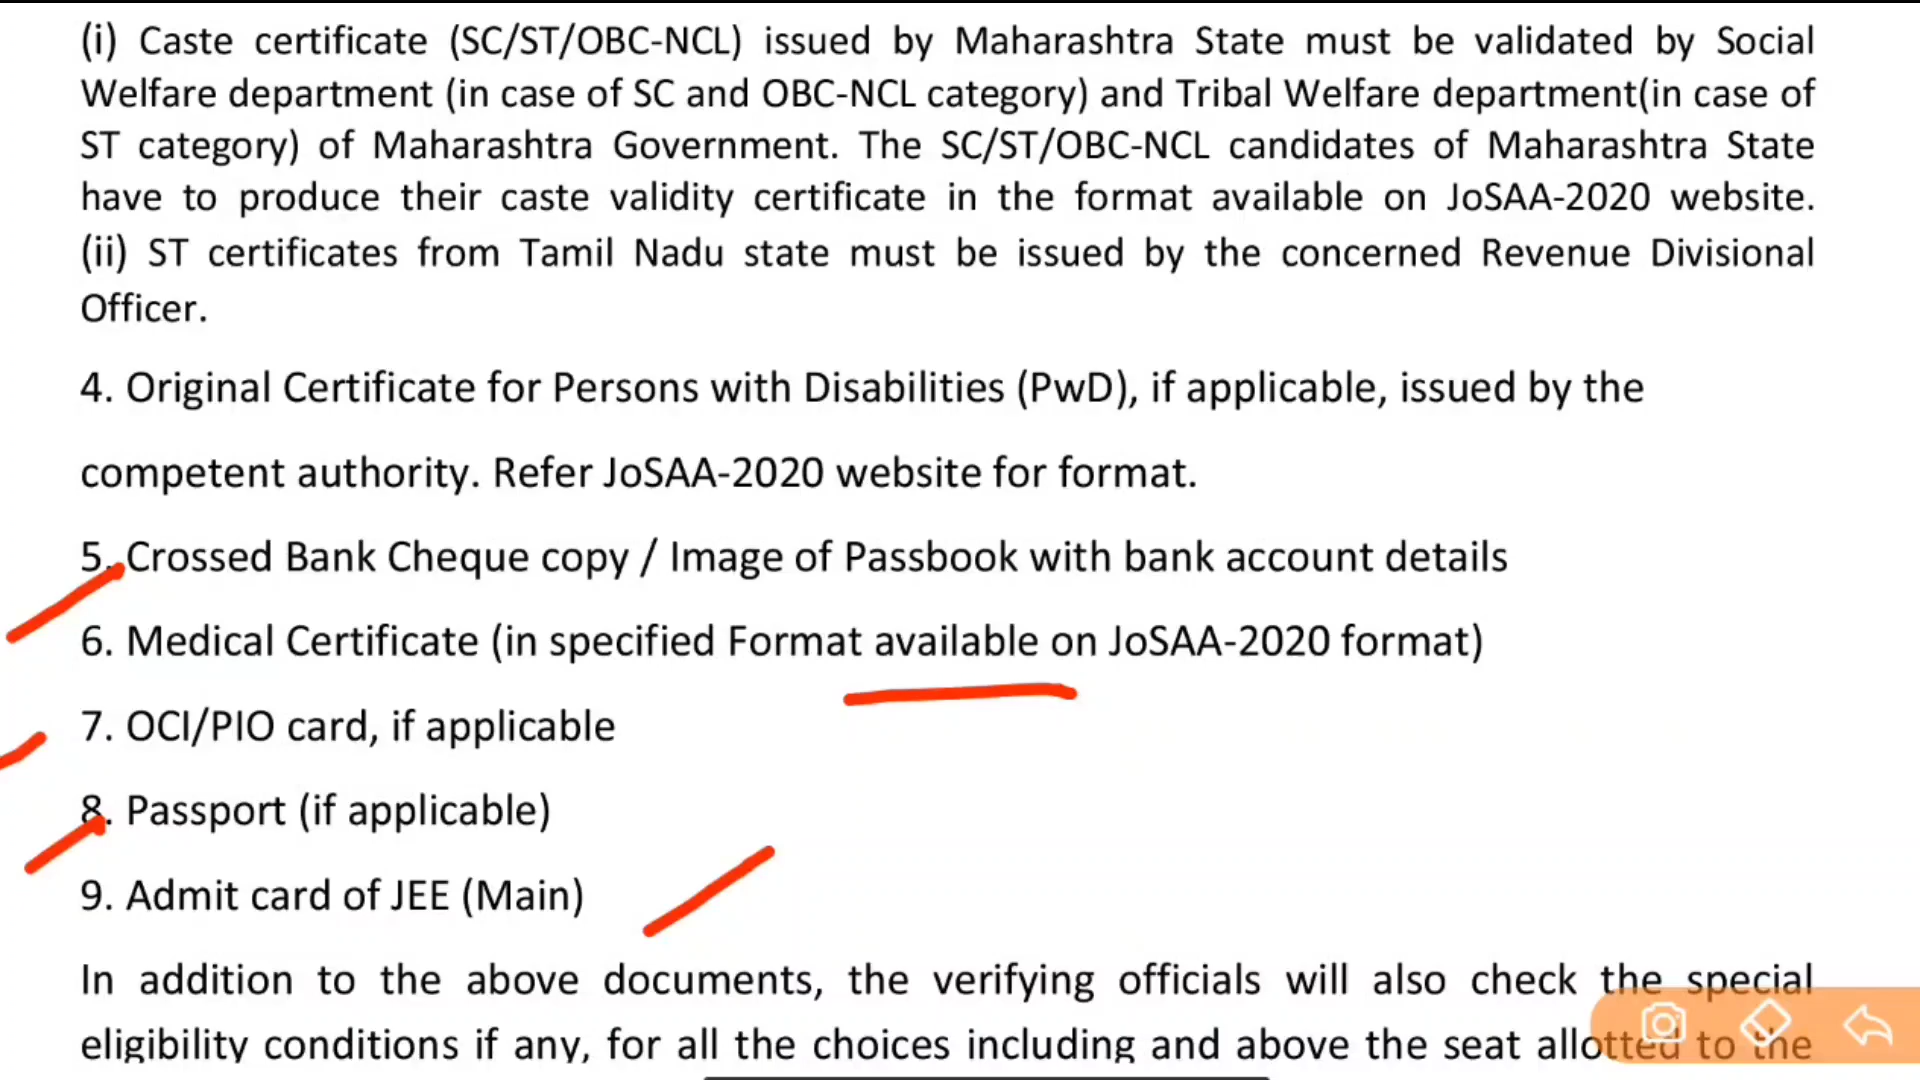 (i) Caste certificate (SC/ST/OBC-NCL) issued by Maharashtra State must be validated by Social
Welfare department (in case of SC and OBC-NCL category) and Tribal Welfare department(in case of
ST category) of Maharashtra Government. The SC/ST/OBC-NCL candidates of Maharashtra State
have to produce their caste validity certificate in the format available on JoSAA-2020 website.
(ii) ST certificates from Tamil Nadu state must be issued by the concerned Revenue Divisional
Officer.
4. Original Certificate for Persons with Disabilities (PwD), if applicable, issued by the
competent authority. Refer JoSAA-2020 website for format.
5. Crossed Bank Cheque copy / Image of Passbook with bank account details
6. Medical Certificate (in specified Format available on JoSAA-2020 format)
7. OCI/PIO card, if applicable
8. Passport (if applicable)
9. Admit card of JEE (Main)
In addition to the above documents, the verifying officials will also check the special
eligibility conditions if any, for all the choices including and above the seat allotted to the